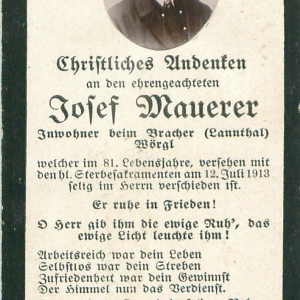 Christliches Andenken
an den ehrengeachteten
Josef Mauerer
Inwohner beim Bracher (Lannthal)
Wörgl
welcher im 81. Lebensjahre, versehen mit
den hl. Sterbesakramenten am 12. Juli 1913
selig im Herrn verschieden ist.
Er ruhe in Frieden!
O Herr gib ihm die ewige Ruh', das
ewige Licht leuchte ihm!
Arbeitsreich war dein Leben
Selbstlos war dein Streben
Zufriedenheit war dein Gewinnst
Der Himmel nun das Verdienst.